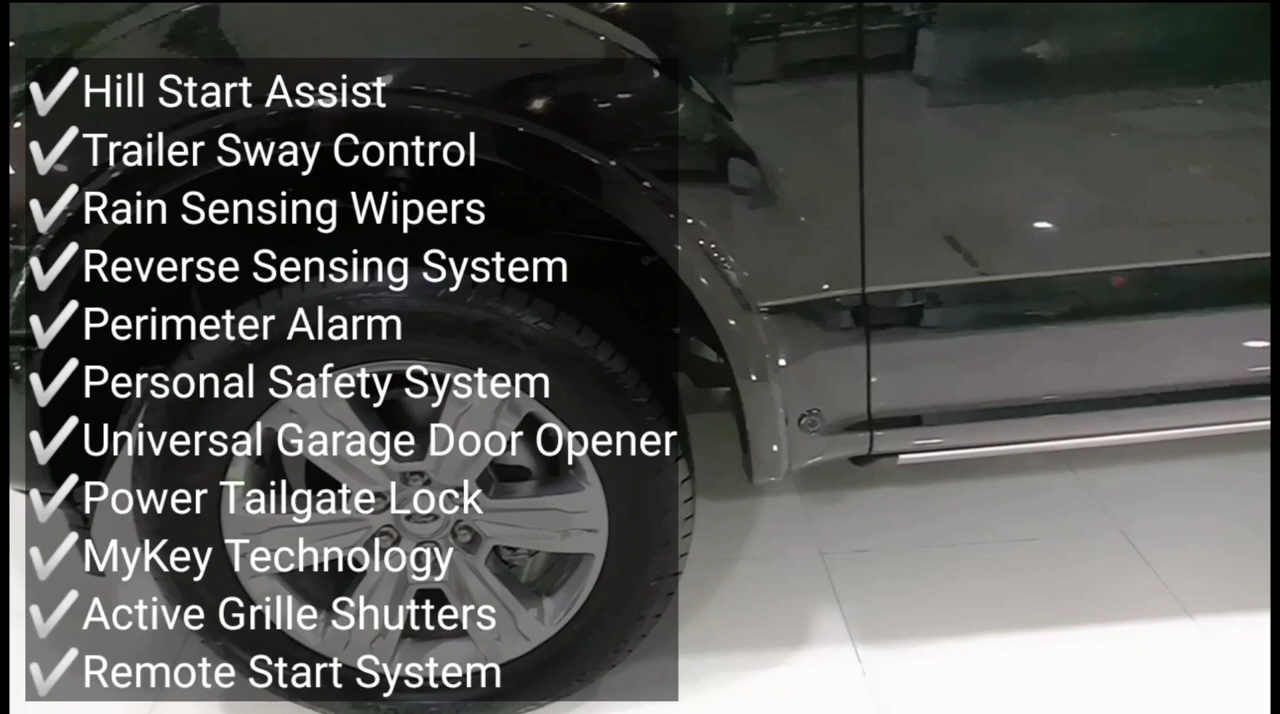 ✔Hill Start Assist
✔Trailer Sway Control
✔Rain Sensing Wipers
✔Reverse Sensing System
✔Perimeter Alarm
✔Personal Safety System
✔Universal Garage Door Opener
✔Power Tailgate Lock
✔MyKey Technology
✔Active Grille Shutters
✔Remote Start System